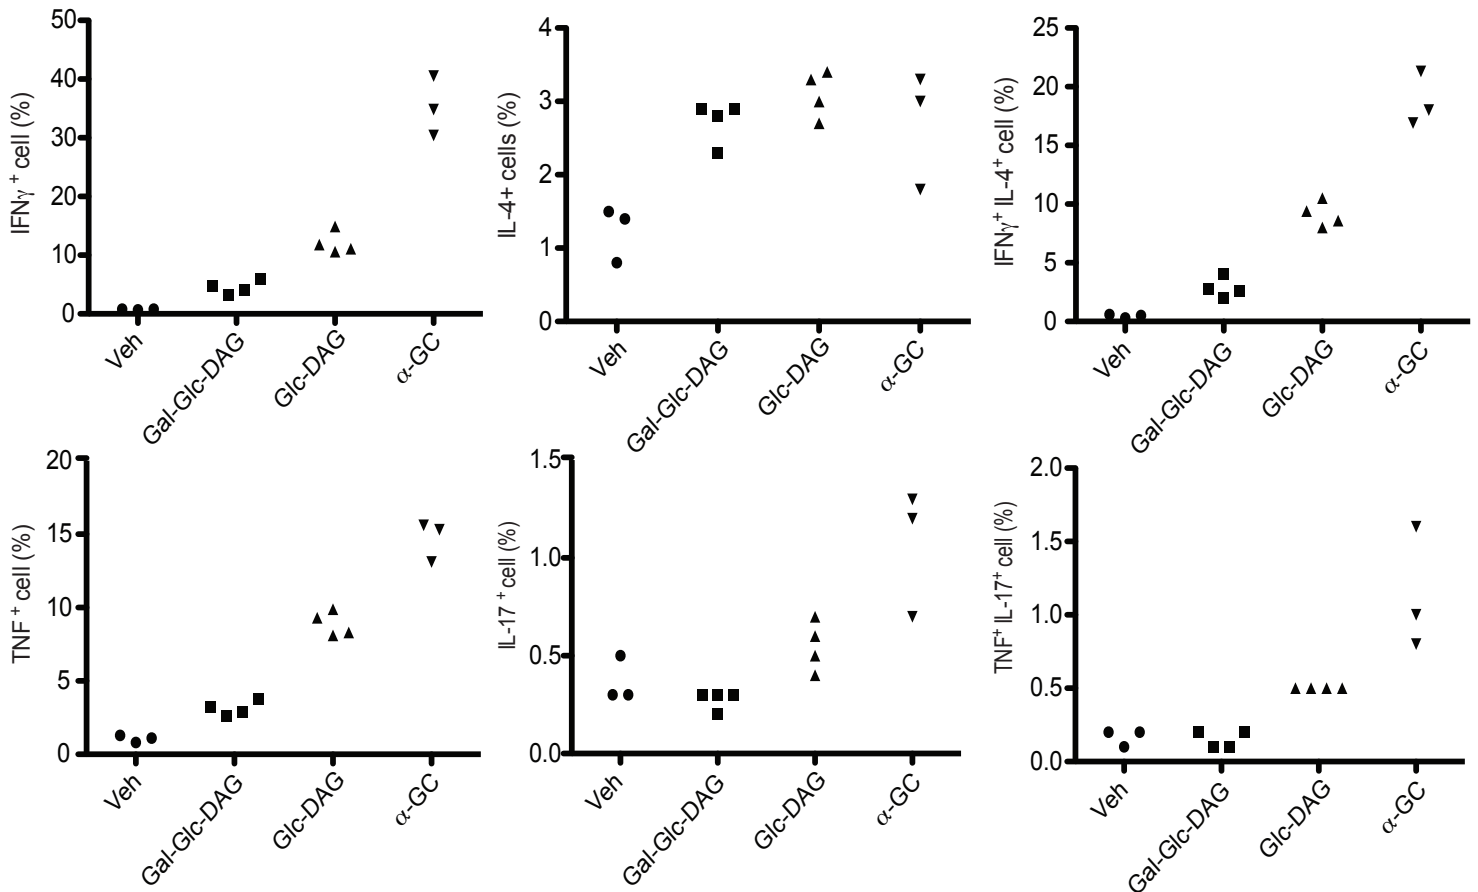 IFNγ + cell (%)
50
40
30
20
10
0
Veh
Gal-Glc-DAG
Glc-DAG
α-GC
IL-4+ cells (%)
4
3
2
1
0
Veh
Gal-Glc-DAG
Glc-DAG
α-GC
IFNγ+ IL-4+ cell (%)
25
20
15
10
5
0
Veh
Gal-Glc-DAG
Glc-DAG
α-GC
TNF + cell (%)
20
15
10
5
0
Veh
Gal-Glc-DAG
Glc-DAG
α-GC
IL-17 + cell (%)
1.5
1.0
0.5
0.0
Veh
Gal-Glc-DAG
Glc-DAG
α-GC
TNF+ IL-17+ cell (%)
2.0
1.5
1.0
0.5
0.0
Veh
Gal-Glc-DAG
Glc-DAG
α-GC